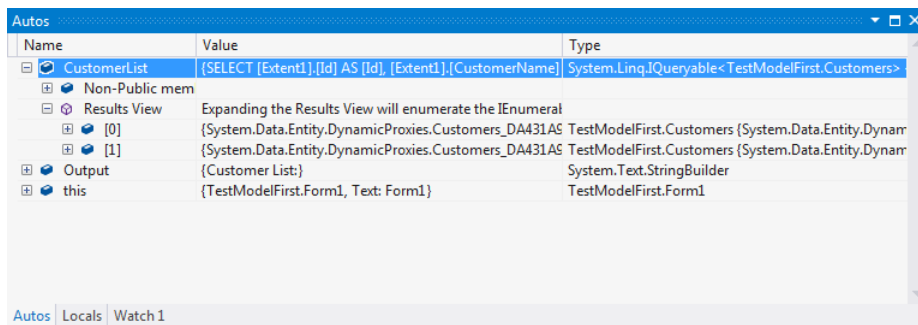 Autos
Name Value Type
CustomerList {SELECT [Extent1].[Id] AS [Id], [Extent1].[CustomerName] System.Linq.IQueryable<TestModelFirst.Customers>
Non-Public mem
Results View Expanding the Results View will enumerate the IEnumeral
[0] {System.Data.Entity.DynamicProxies.Customers_DA431A9 TestModelFirst.Customers {System.Data.Entity.Dynam
[1] {System.Data.Entity.DynamicProxies.Customers_DA431A9 TestModelFirst.Customers {System.Data.Entity.Dynam
Output {Customer List:} System.Text.StringBuilder
this {TestModelFirst.Form1, Text: Form1} TestModelFirst.Form1
Autos Locals Watch 1